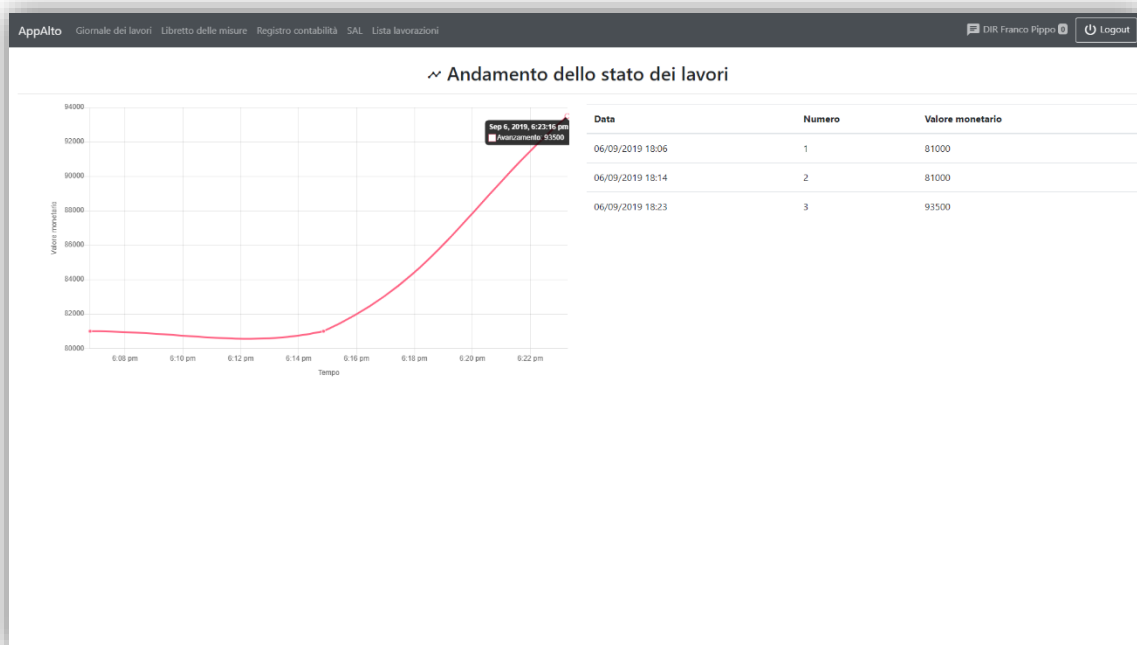 AppAlto Giornale dei lavori Libretto delle misure Registro contabilità SAL Lista lavorazioni DIR Franco Pippo 0 Logout
Andamento dello stato dei lavori
94000
92000
90000
88000
86000
84000
82000
80000
Valore monetario
6:08 pm 6:10 pm 6:12 pm 6:14 pm 6:16 pm 6:18 pm 6:20 pm 6:22 pm
Tempo
Sep 6, 2019, 6:23:16 pm
Avanzamento: 93500
Data Numero Valore monetario
06/09/2019 18:06 1 81000
06/09/2019 18:14 2 81000
06/09/2019 18:23 3 93500